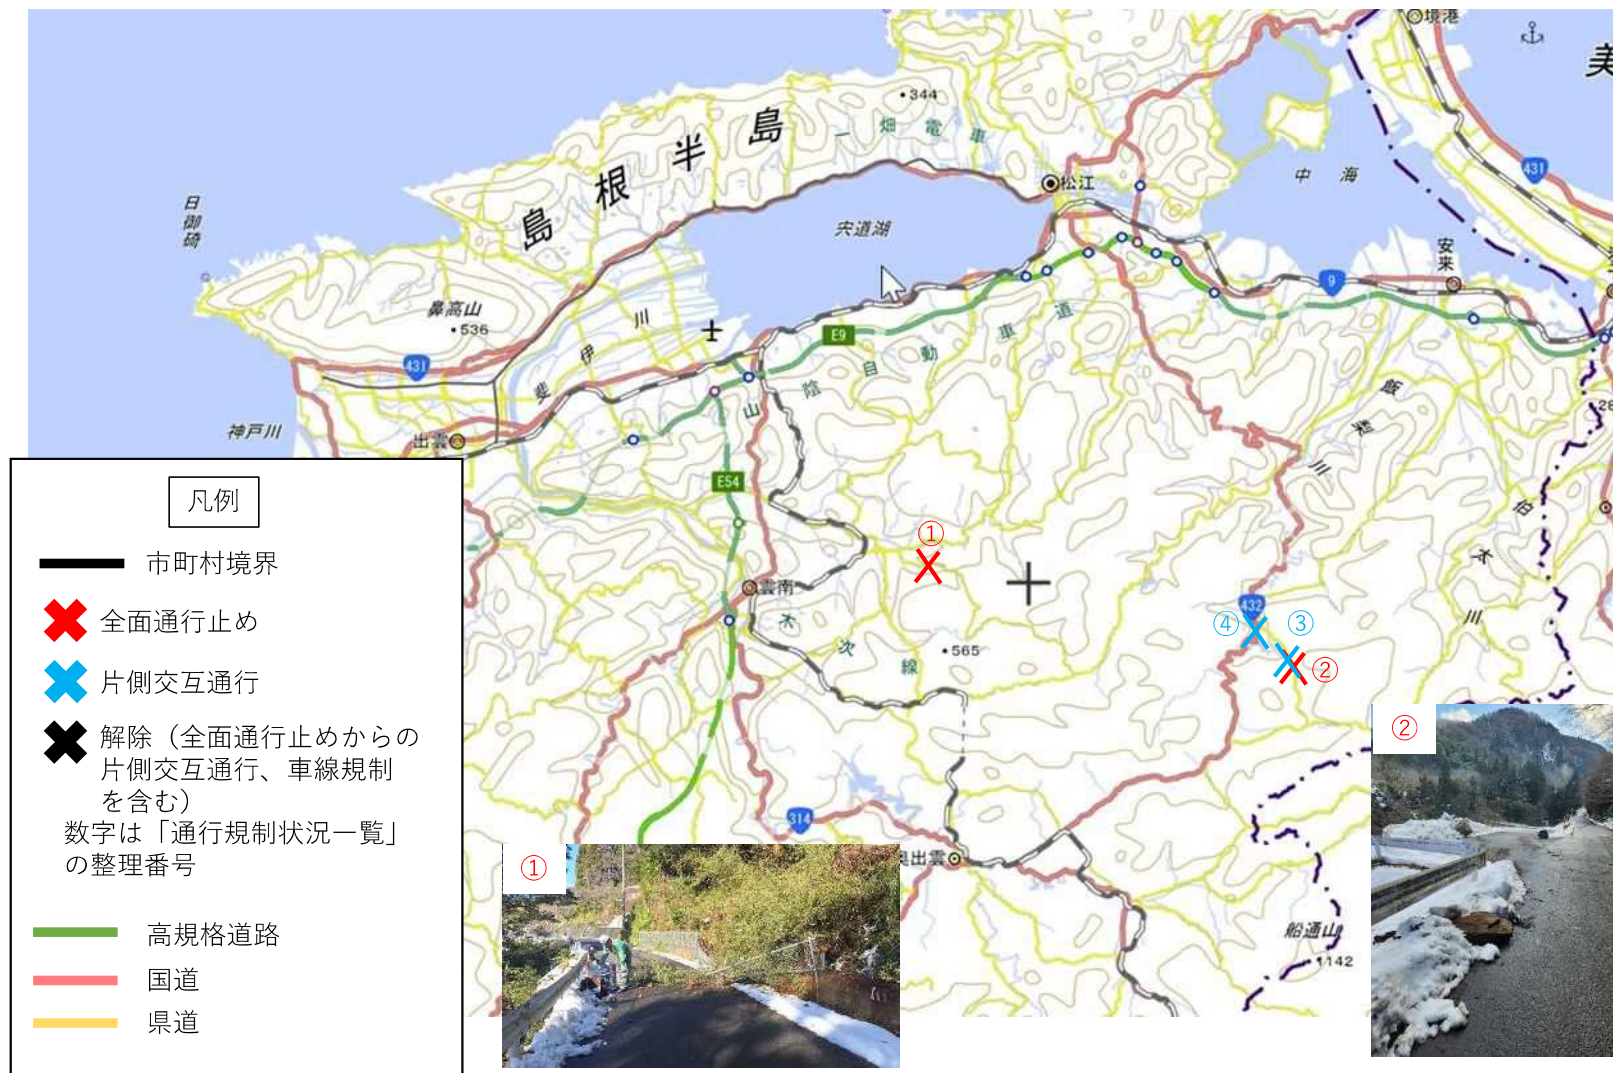 境港
美
344
一畑電車
島根半島
松江
中海
431
日御碕
宍道湖
安来
9
鼻高山
536
斐伊川
E9
山陰自動車道
431
飯梨川
神戸川
出雲
28
E54
伯太川
①
雲南
432
④
③
②
木次線
565
314
奥出雲
船通山
1142
凡例
市町村境界
全面通行止め
片側交互通行
解除（全面通行止めからの
片側交互通行、車線規制
を含む）
数字は「通行規制状況一覧」
の整理番号
高規格道路
国道
県道
①
②